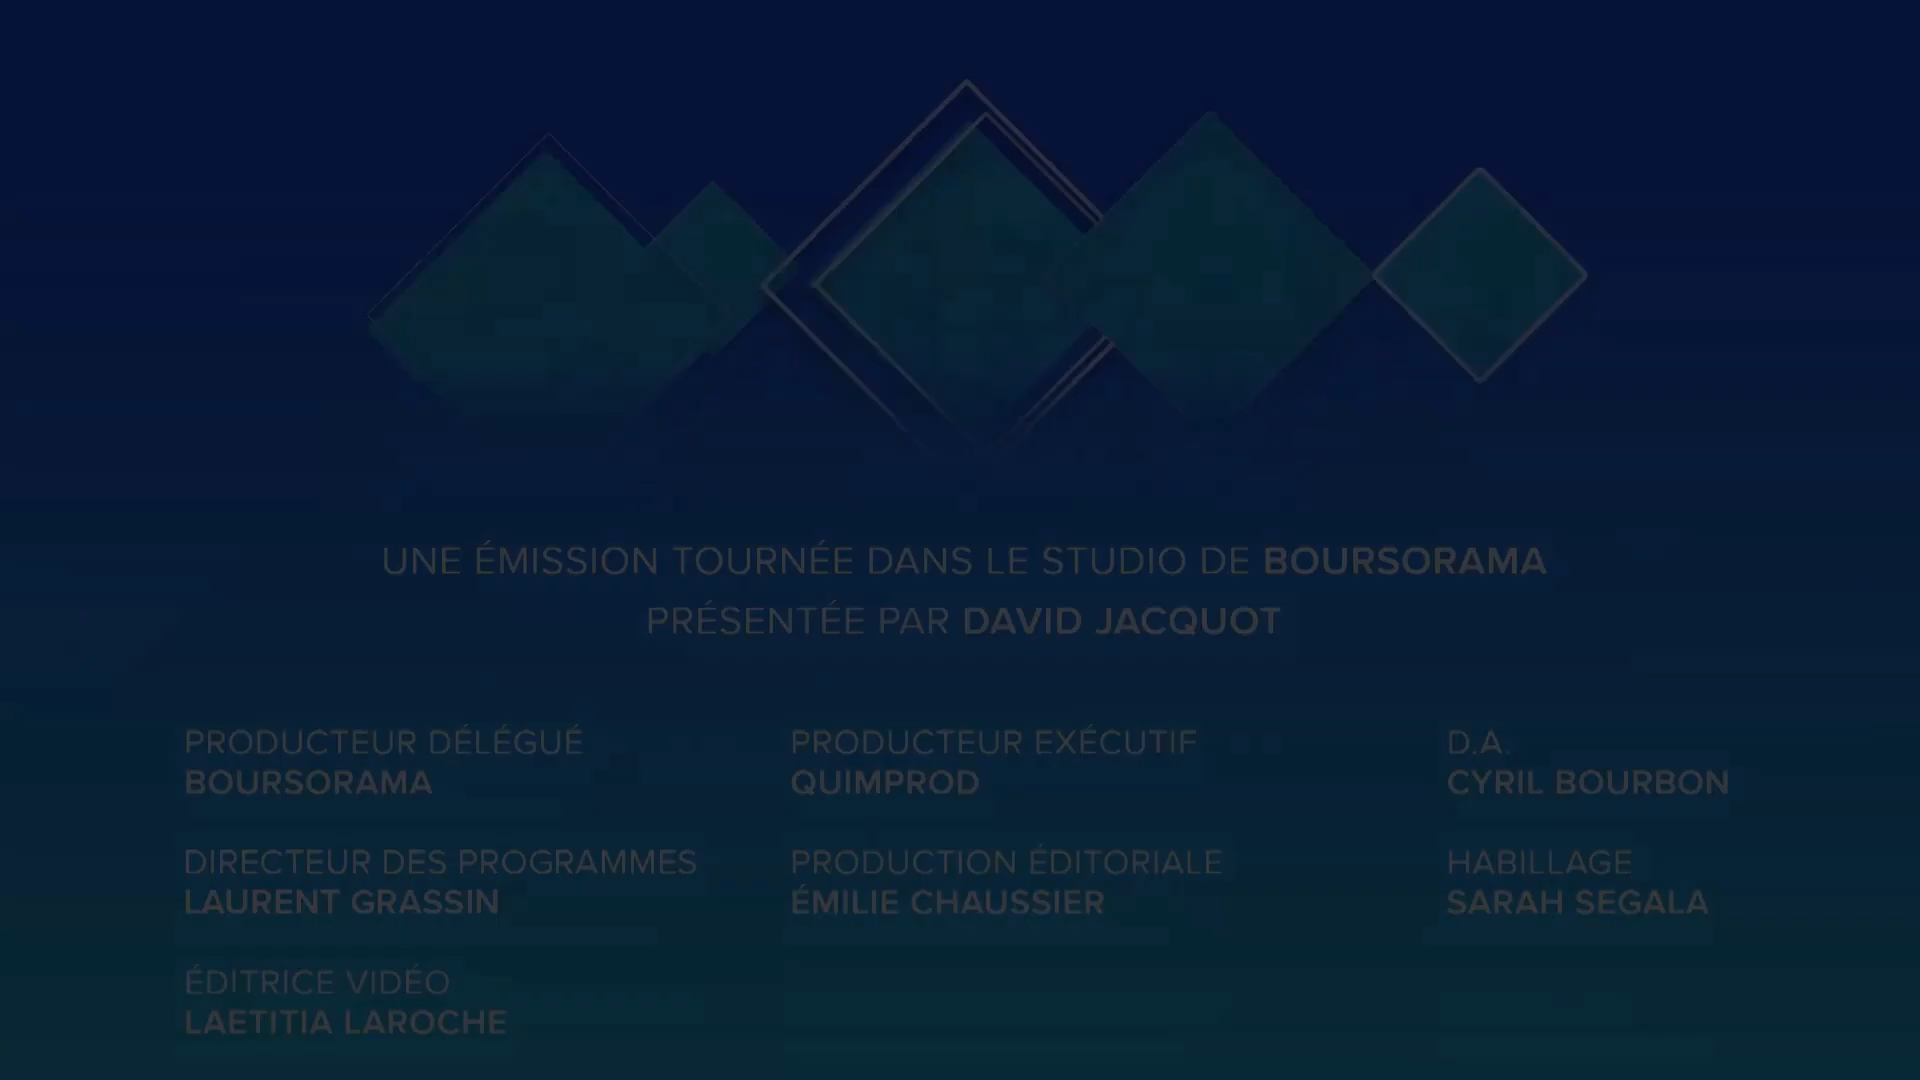 UNE ÉMISSION TOURNÉE DANS LE STUDIO DE BOURSORAMA
PRÉSENTÉE PAR DAVID JACQUOT
PRODUCTEUR DÉLÉGUÉ
BOURSORAMA
PRODUCTEUR EXÉCUTIF
QUIMPROD
D.A.
CYRIL BOURBON
DIRECTEUR DES PROGRAMMES
LAURENT GRASSIN
PRODUCTION ÉDITORIALE
ÉMILIE CHAUSSIER
HABILLAGE
SARAH SEGALA
ÉDITRICE VIDÉO
LAETITIA LAROCHE